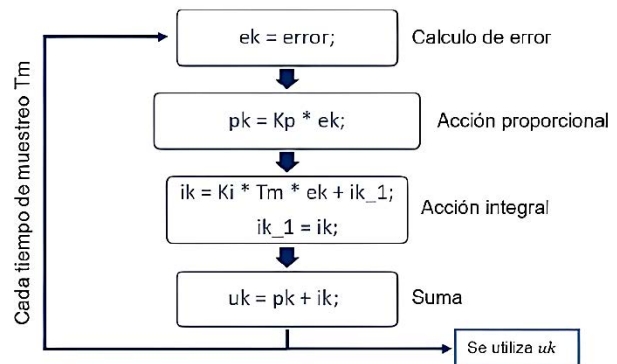 ek = error;
Calculo de error
pk = Kp * ek;
Acción proporcional
ik = Ki * Tm * ek + ik_1;
ik_1 = ik;
Acción integral
uk = pk + ik;
Suma
Se utiliza uk
Cada tiempo de muestreo Tm